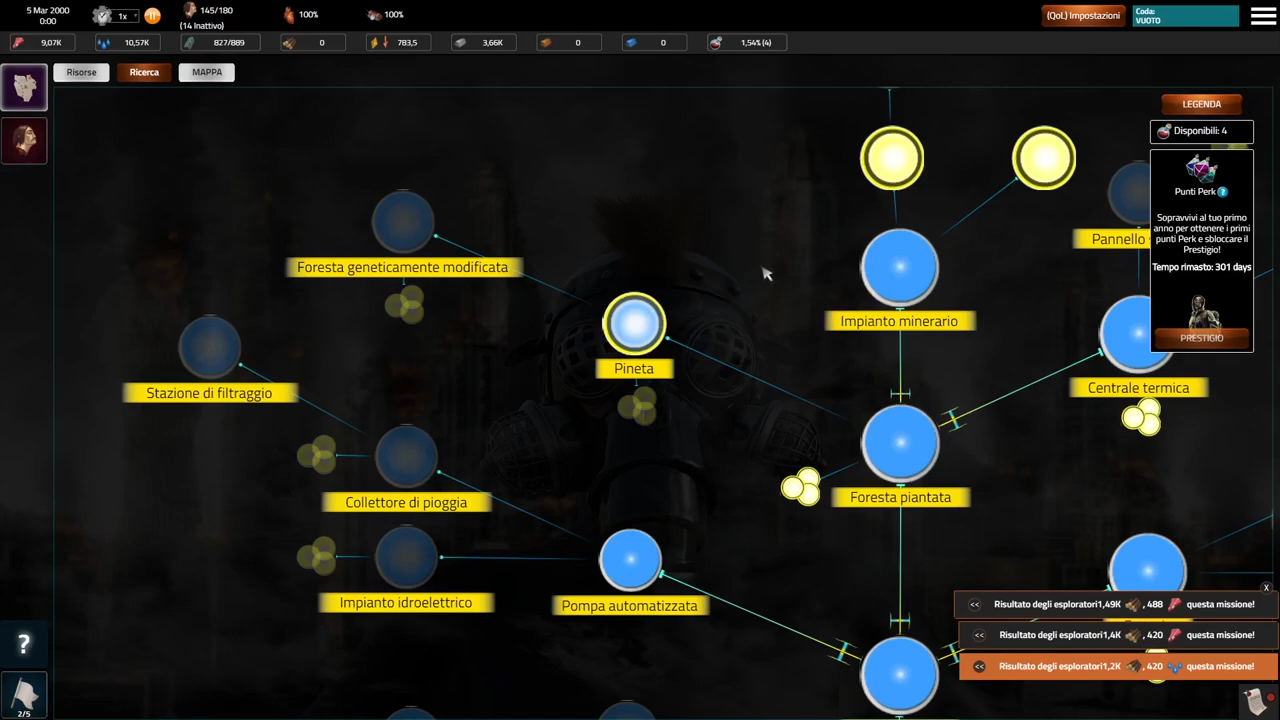 5 Mar 2000
0:00
1x
145/180
(14 Inattivo)
100%
100%
(QoL) Impostazioni
Coda:
VUOTO
9,07K
10,57K
827/889
0
783,5
3,66K
0
0
1,54% (4)
Risorse
Ricerca
MAPPA
LEGENDA
Disponibili: 4
Punti Perk ?
Sopravvivi al tuo primo
anno per ottenere i primi
punti Perk e sbloccare il
Prestigio!
Tempo rimasto: 301 days
PRESTIGIO
Pannello
Foresta geneticamente modificata
Impianto minerario
Pineta
Centrale termica
Stazione di filtraggio
Foresta piantata
Collettore di pioggia
Impianto idroelettrico
Pompa automatizzata
X
<< Risultato degli esploratori1,49K , 488 questa missione!
<< Risultato degli esploratori1,4K , 420 questa missione!
<< Risultato degli esploratori1,2K , 420 questa missione!
?
2/5